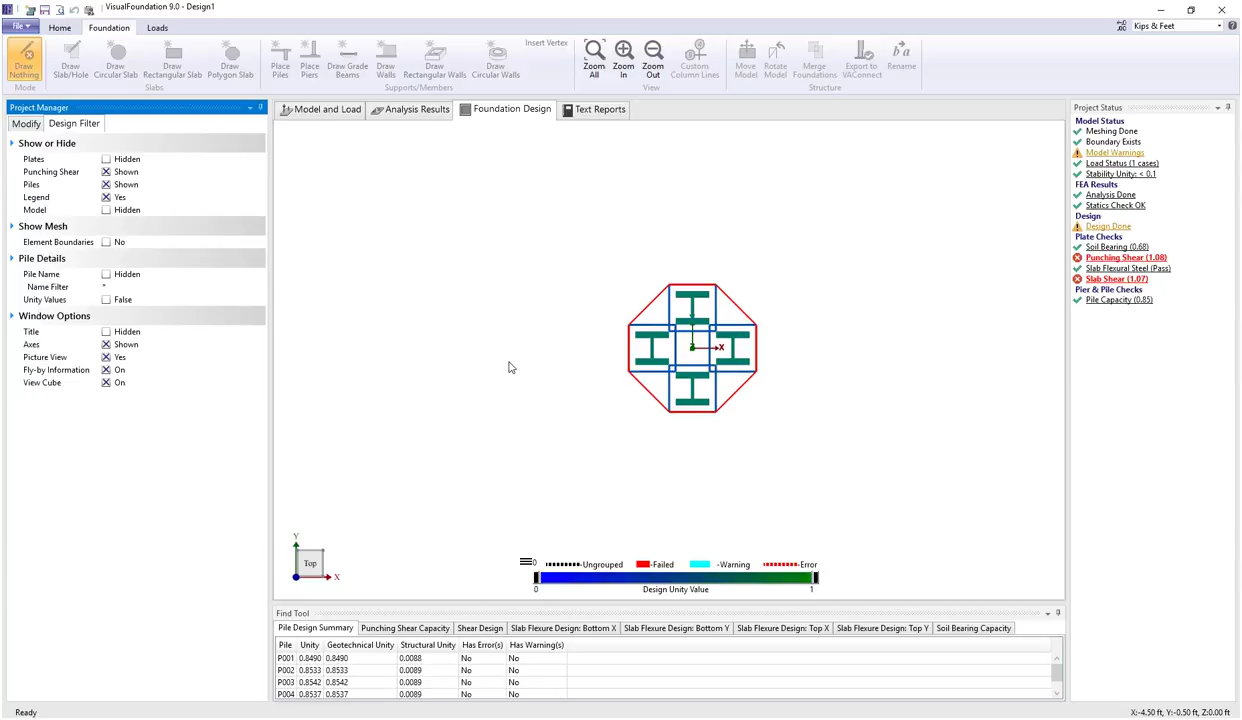 VisualFoundation 9.0 - Design1
File
Home
Foundation
Loads
Kips & Feet
Draw Nothing
Draw Slab/Hole
Draw Circular Slab
Draw Rectangular Slab
Draw Polygon Slab
Place Piles
Place Piers
Draw Grade Beams
Draw Walls
Draw Rectangular Walls
Draw Circular Walls
Insert Vertex
Zoom All
Zoom In
Zoom Out
Custom Column Lines
Move Model
Rotate Model
Merge Foundations
Export to VAConnect
Rename
Mode
Slabs
Supports/Members
View
Structure
Project Manager
Modify
Design Filter
Show or Hide
Plates Hidden
Punching Shear Shown
Piles Shown
Legend Yes
Model Hidden
Show Mesh
Element Boundaries No
Pile Details
Pile Name Hidden
Name Filter *
Unity Values False
Window Options
Title Hidden
Axes Shown
Picture View Yes
Fly-by Information On
View Cube On
Model and Load
Analysis Results
Foundation Design
Text Reports
X
Y
Top
X
0
-Ungrouped
-Failed
-Warning
-Error
0
Design Unity Value
1
Find Tool
Pile Design Summary
Punching Shear Capacity
Shear Design
Slab Flexure Design: Bottom X
Slab Flexure Design: Bottom Y
Slab Flexure Design: Top X
Slab Flexure Design: Top Y
Soil Bearing Capacity
Pile Unity Geotechnical Unity Structural Unity Has Error(s) Has Warning(s)
P001 0.8490 0.8490 0.0088 No No
P002 0.8533 0.8533 0.0089 No No
P003 0.8542 0.8542 0.0089 No No
P004 0.8537 0.8537 0.0089 No No
Project Status
Model Status
Meshing Done
Boundary Exists
Model Warnings
Load Status (1 cases)
Stability Unity: < 0.1
FEA Results
Analysis Done
Statics Check OK
Design
Design Done
Plate Checks
Soil Bearing (0.68)
Punching Shear (1.08)
Slab Flexural Steel (Pass)
Slab Shear (1.07)
Pier & Pile Checks
Pile Capacity (0.85)
Ready
X:-4.50 ft, Y:-0.50 ft, Z:0.00 ft